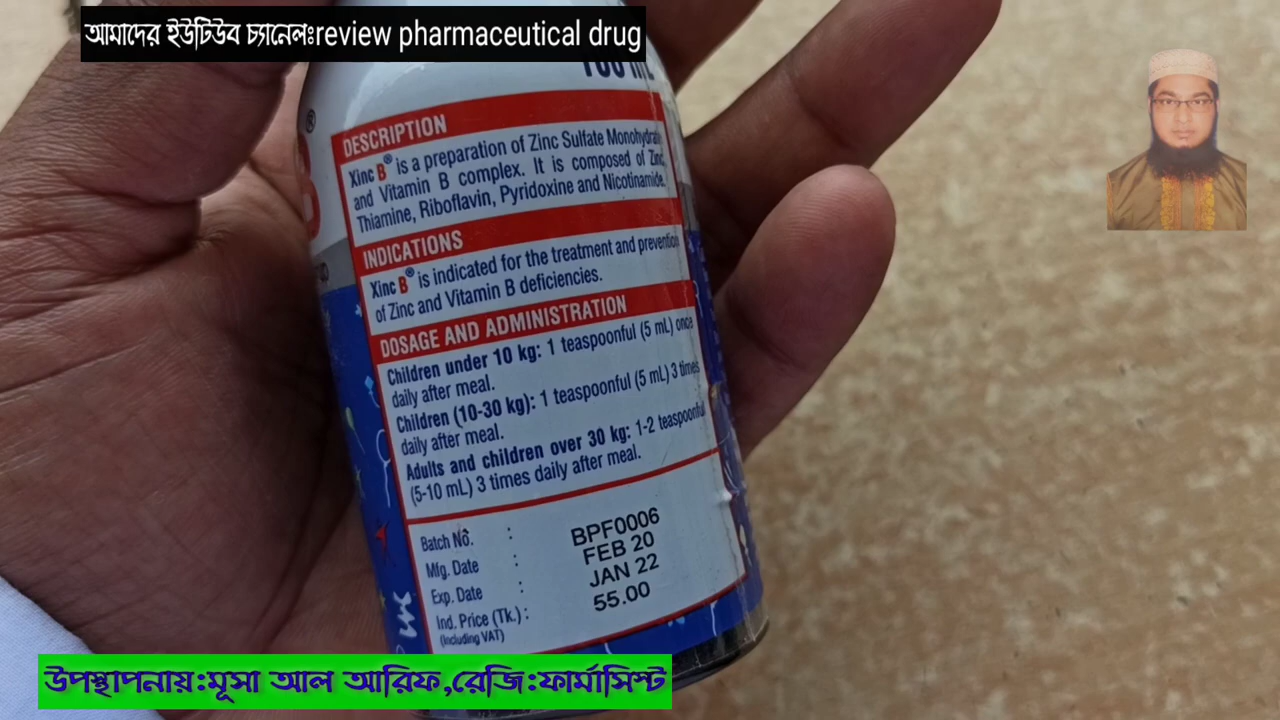 আমাদের ইউটিউব চ্যানেলঃreview pharmaceutical drug
100 mL
DESCRIPTION
Xinc B® is a preparation of Zinc Sulfate Monohydrate
and Vitamin B complex. It is composed of Zinc,
Thiamine, Riboflavin, Pyridoxine and Nicotinamide.
INDICATIONS
Xinc B® is indicated for the treatment and prevention
of Zinc and Vitamin B deficiencies.
DOSAGE AND ADMINISTRATION
Children under 10 kg: 1 teaspoonful (5 mL) once
daily after meal.
Children (10-30 kg): 1 teaspoonful (5 mL) 3 times
daily after meal.
Adults and children over 30 kg: 1-2 teaspoonful
(5-10 mL) 3 times daily after meal.
Batch No. : BPF0006
Mfg. Date : FEB 20
Exp. Date : JAN 22
Ind. Price (Tk.) : 55.00
(Including VAT)
উপস্থাপনায়:মূসা আল আরিফ,রেজি:ফার্মাসিস্ট